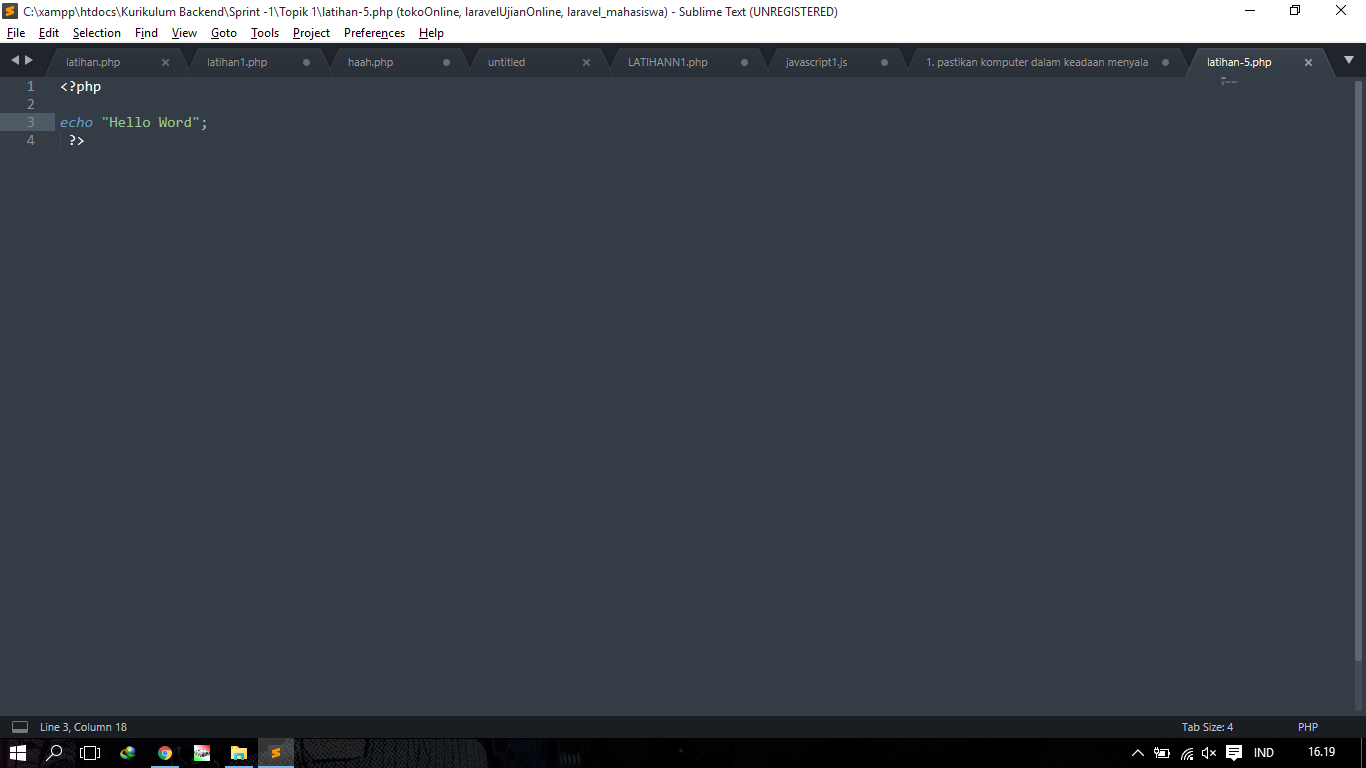 C:\xampp\htdocs\Kurikulum Backend\Sprint -1\Topik 1\latihan-5.php (tokoOnline, laravelUjianOnline, laravel_mahasiswa) - Sublime Text (UNREGISTERED)
File Edit Selection Find View Goto Tools Project Preferences Help
latihan.php latihan1.php haah.php untitled LATIHANN1.php javascript1.js 1. pastikan komputer dalam keadaan menyala latihan-5.php
1 <?php
2
3 echo "Hello Word";
4 ?>
Line 3, Column 18 Tab Size: 4 PHP
IND 16.19